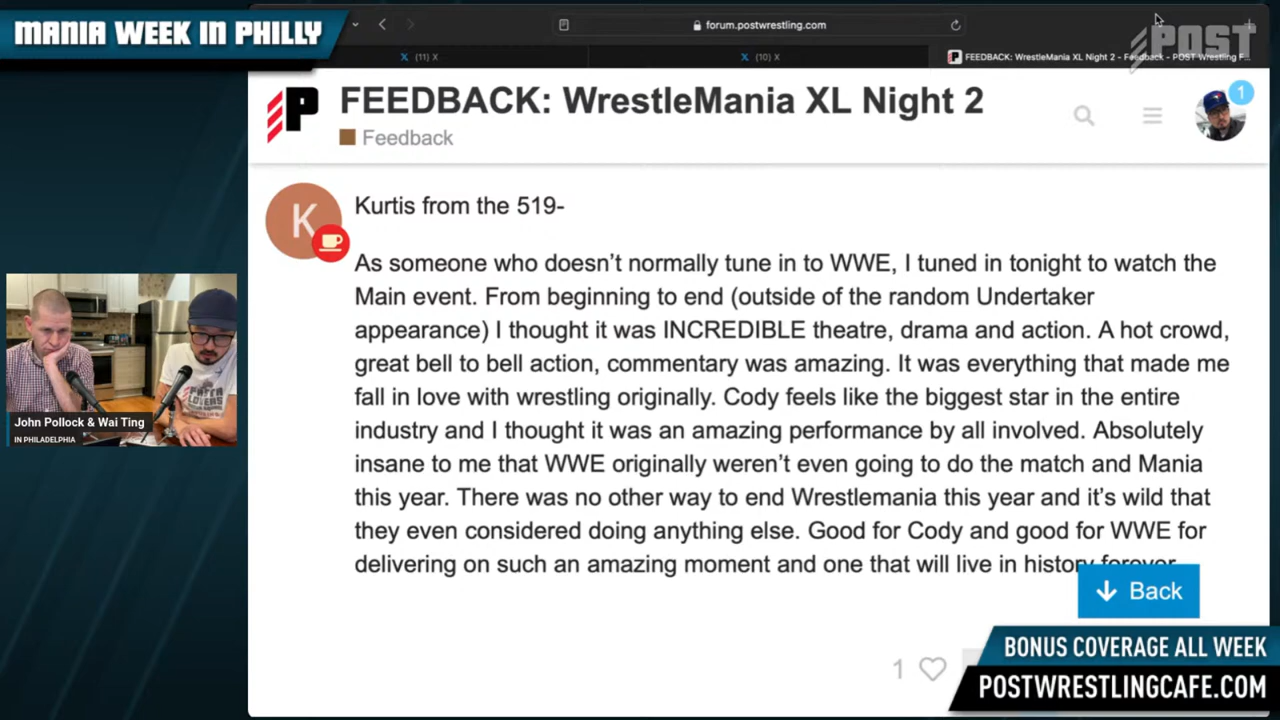 MANIA WEEK IN PHILLY
forum.postwrestling.com
POST
(11) X
(10) X
FEEDBACK: WrestleMania XL Night 2 - Feedback - POST Wrestling F...
P
FEEDBACK: WrestleMania XL Night 2
1
Feedback
K
Kurtis from the 519-
As someone who doesn't normally tune in to WWE, I tuned in tonight to watch the
Main event. From beginning to end (outside of the random Undertaker
appearance) I thought it was INCREDIBLE theatre, drama and action. A hot crowd,
great bell to bell action, commentary was amazing. It was everything that made me
fall in love with wrestling originally. Cody feels like the biggest star in the entire
industry and I thought it was an amazing performance by all involved. Absolutely
insane to me that WWE originally weren't even going to do the match and Mania
this year. There was no other way to end Wrestlemania this year and it's wild that
they even considered doing anything else. Good for Cody and good for WWE for
delivering on such an amazing moment and one that will live in history forever
Back
1
John Pollock & Wai Ting
IN PHILADELPHIA
BONUS COVERAGE ALL WEEK
POSTWRESTLINGCAFE.COM